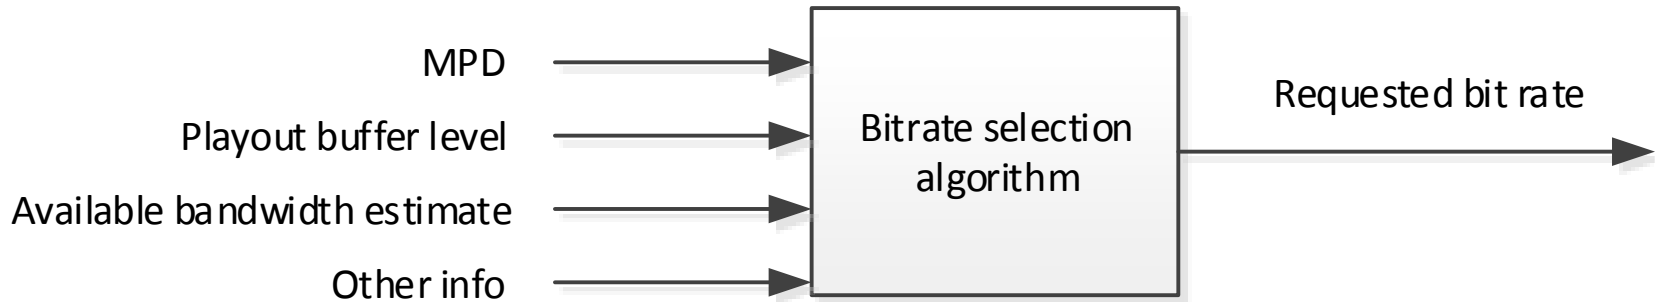 MPD
Playout buffer level
Available bandwidth estimate
Other info
Bitrate selection
algorithm
Requested bit rate